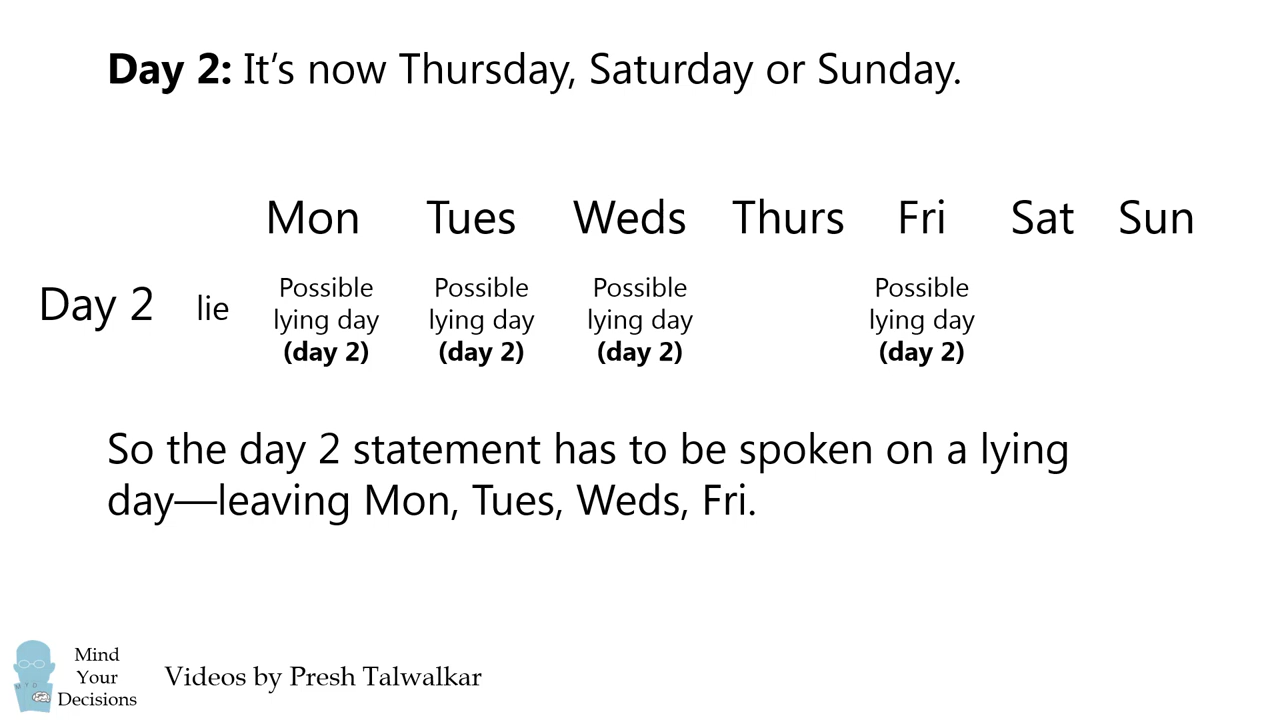 Day 2: It's now Thursday, Saturday or Sunday.
Mon Tues Weds Thurs Fri Sat Sun
Day 2 lie
Possible lying day (day 2)
Possible lying day (day 2)
Possible lying day (day 2)
Possible lying day (day 2)
So the day 2 statement has to be spoken on a lying
day—leaving Mon, Tues, Weds, Fri.
Mind
Your
Decisions
Videos by Presh Talwalkar